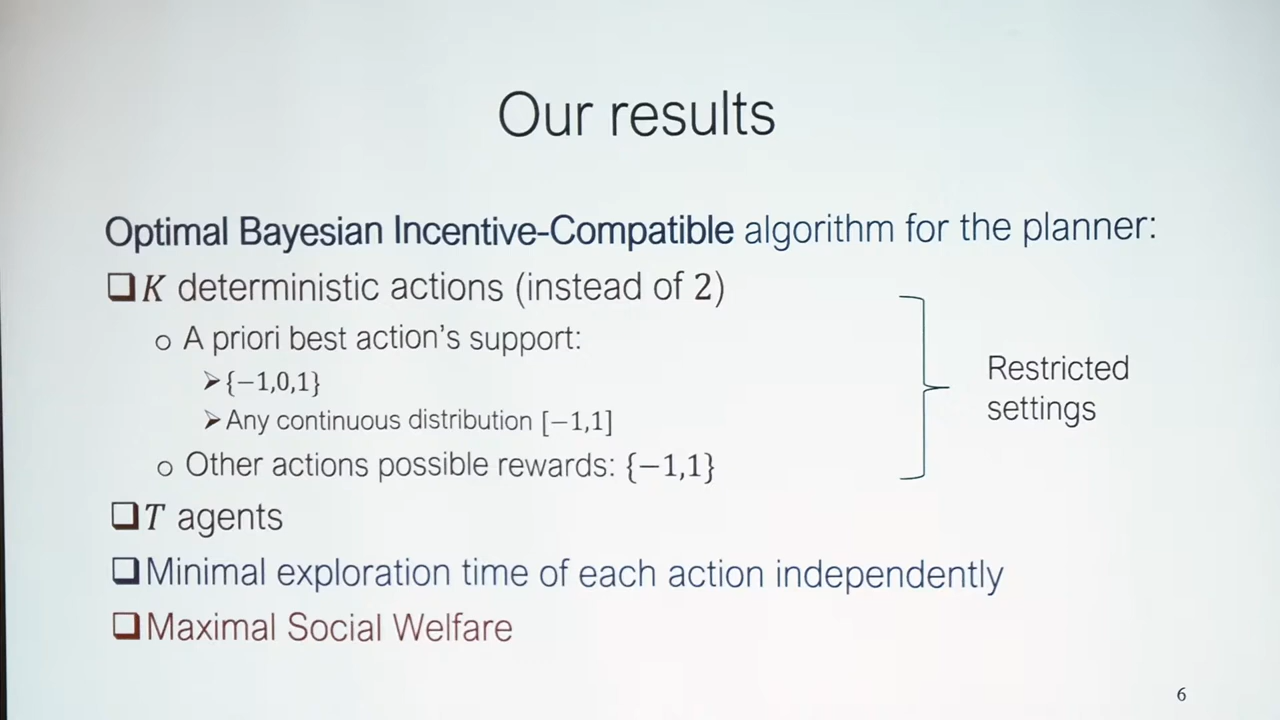 Our results
Optimal Bayesian Incentive-Compatible algorithm for the planner:
❑K deterministic actions (instead of 2)
o A priori best action's support:
➢{−1,0,1}
➢Any continuous distribution [−1,1]
o Other actions possible rewards: {−1,1}
Restricted
settings
❑T agents
❑Minimal exploration time of each action independently
❑Maximal Social Welfare
6